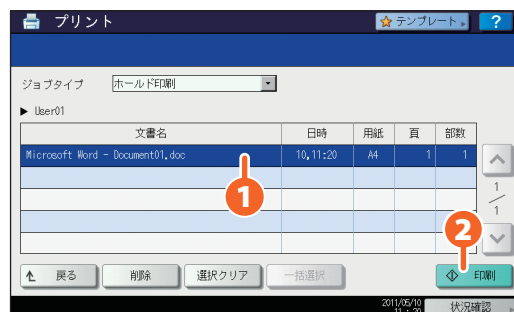 プリント
テンプレート
?
ジョブタイプ ホールド印刷
▶ User01
文書名 日時 用紙 頁 部数
Microsoft Word - Document01.doc 10,11:20 A4 1 1
1
1
/
1
2
戻る 削除 選択クリア 一括選択 印刷
2011/05/10
11 : 20
状況確認